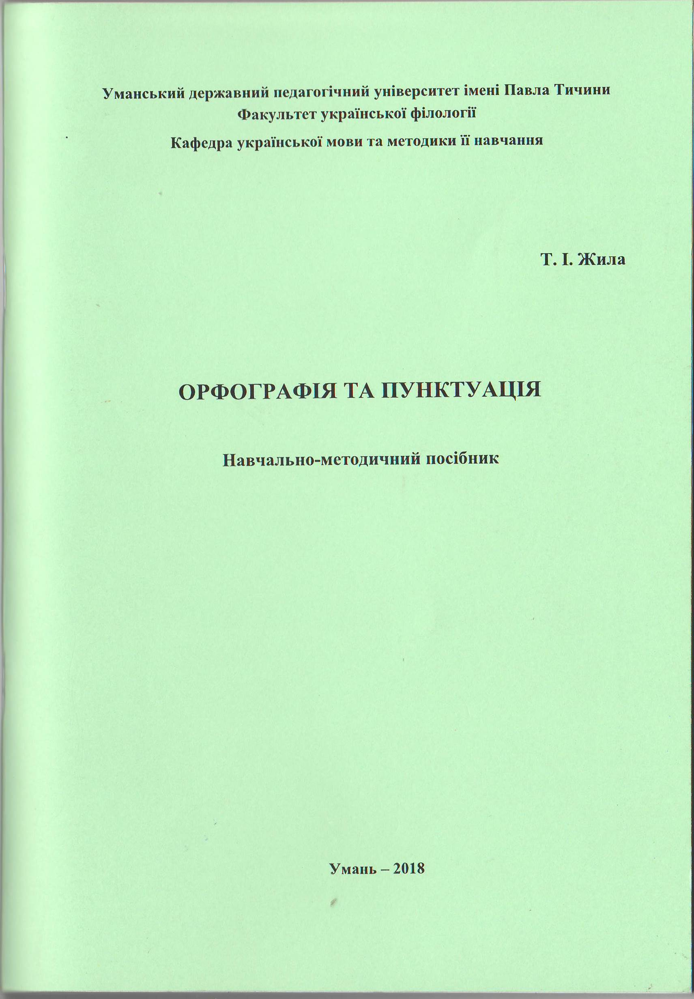 Уманський державний педагогічний університет імені Павла Тичини
Факультет української філології
Кафедра української мови та методики її навчання
Т. І. Жила
ОРФОГРАФІЯ ТА ПУНКТУАЦІЯ
Навчально-методичний посібник
Умань – 2018